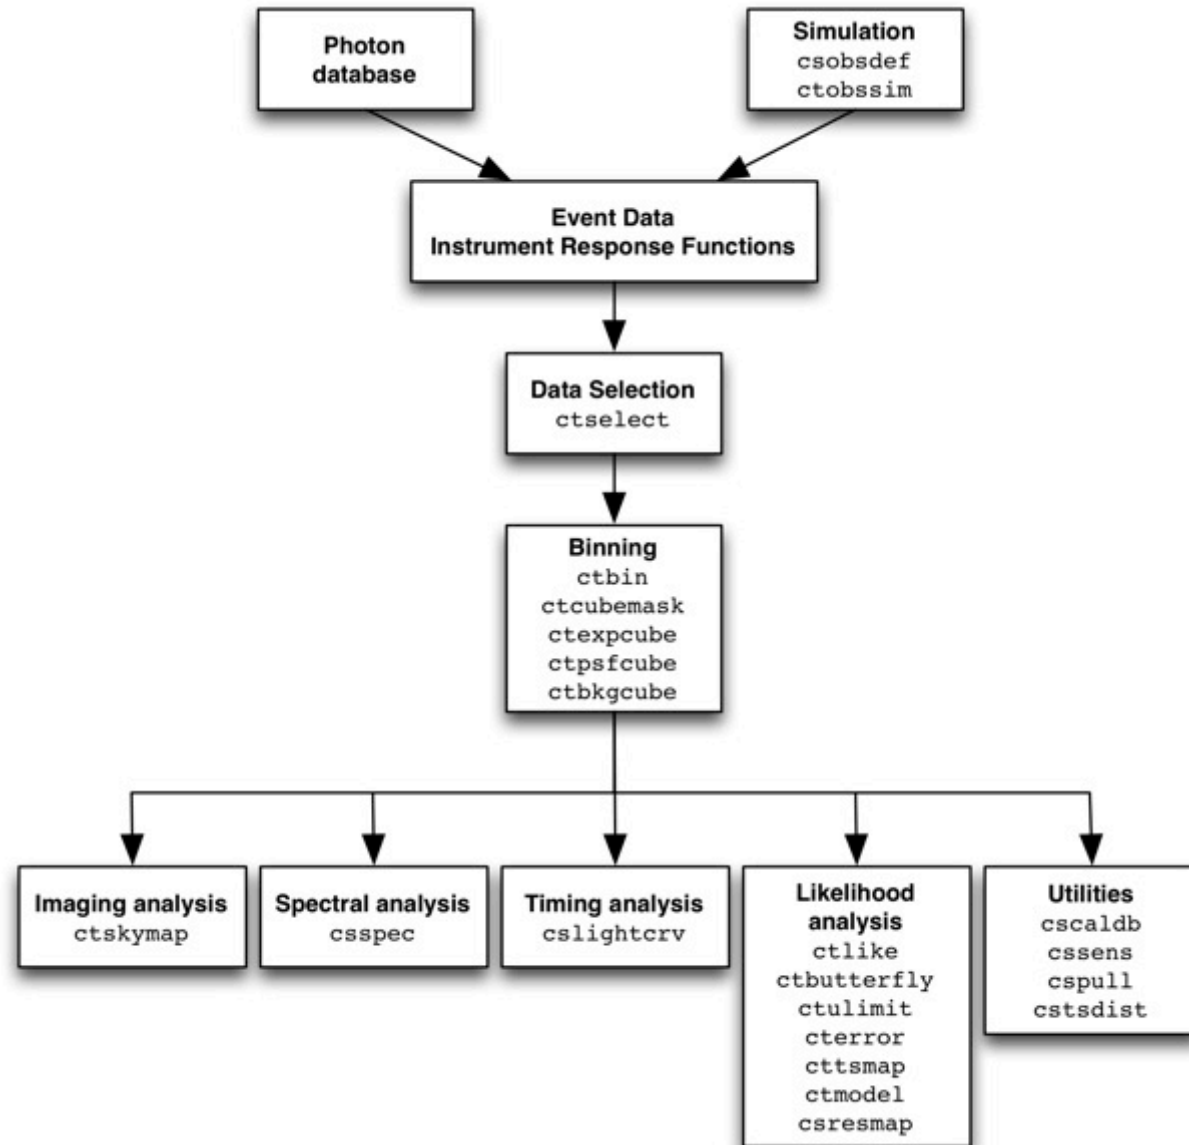 Photon
database
Simulation
csobsdef
ctobssim
Event Data
Instrument Response Functions
Data Selection
ctselect
Binning
ctbin
ctcubemask
ctexpcube
ctpsfcube
ctbkgcube
Imaging analysis
ctskymap
Spectral analysis
csspec
Timing analysis
cslightcrv
Likelihood
analysis
ctlike
ctbutterfly
ctulimit
cterror
cttsmap
ctmodel
csresmap
Utilities
cscaldb
cssens
cspull
cstsdist